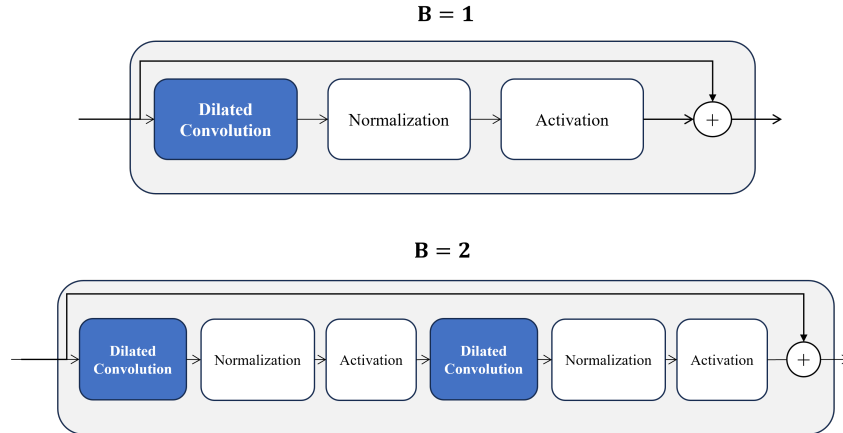 B = 1
Dilated
Convolution
Normalization
Activation
+
B = 2
Dilated
Convolution
Normalization
Activation
Dilated
Convolution
Normalization
Activation
+